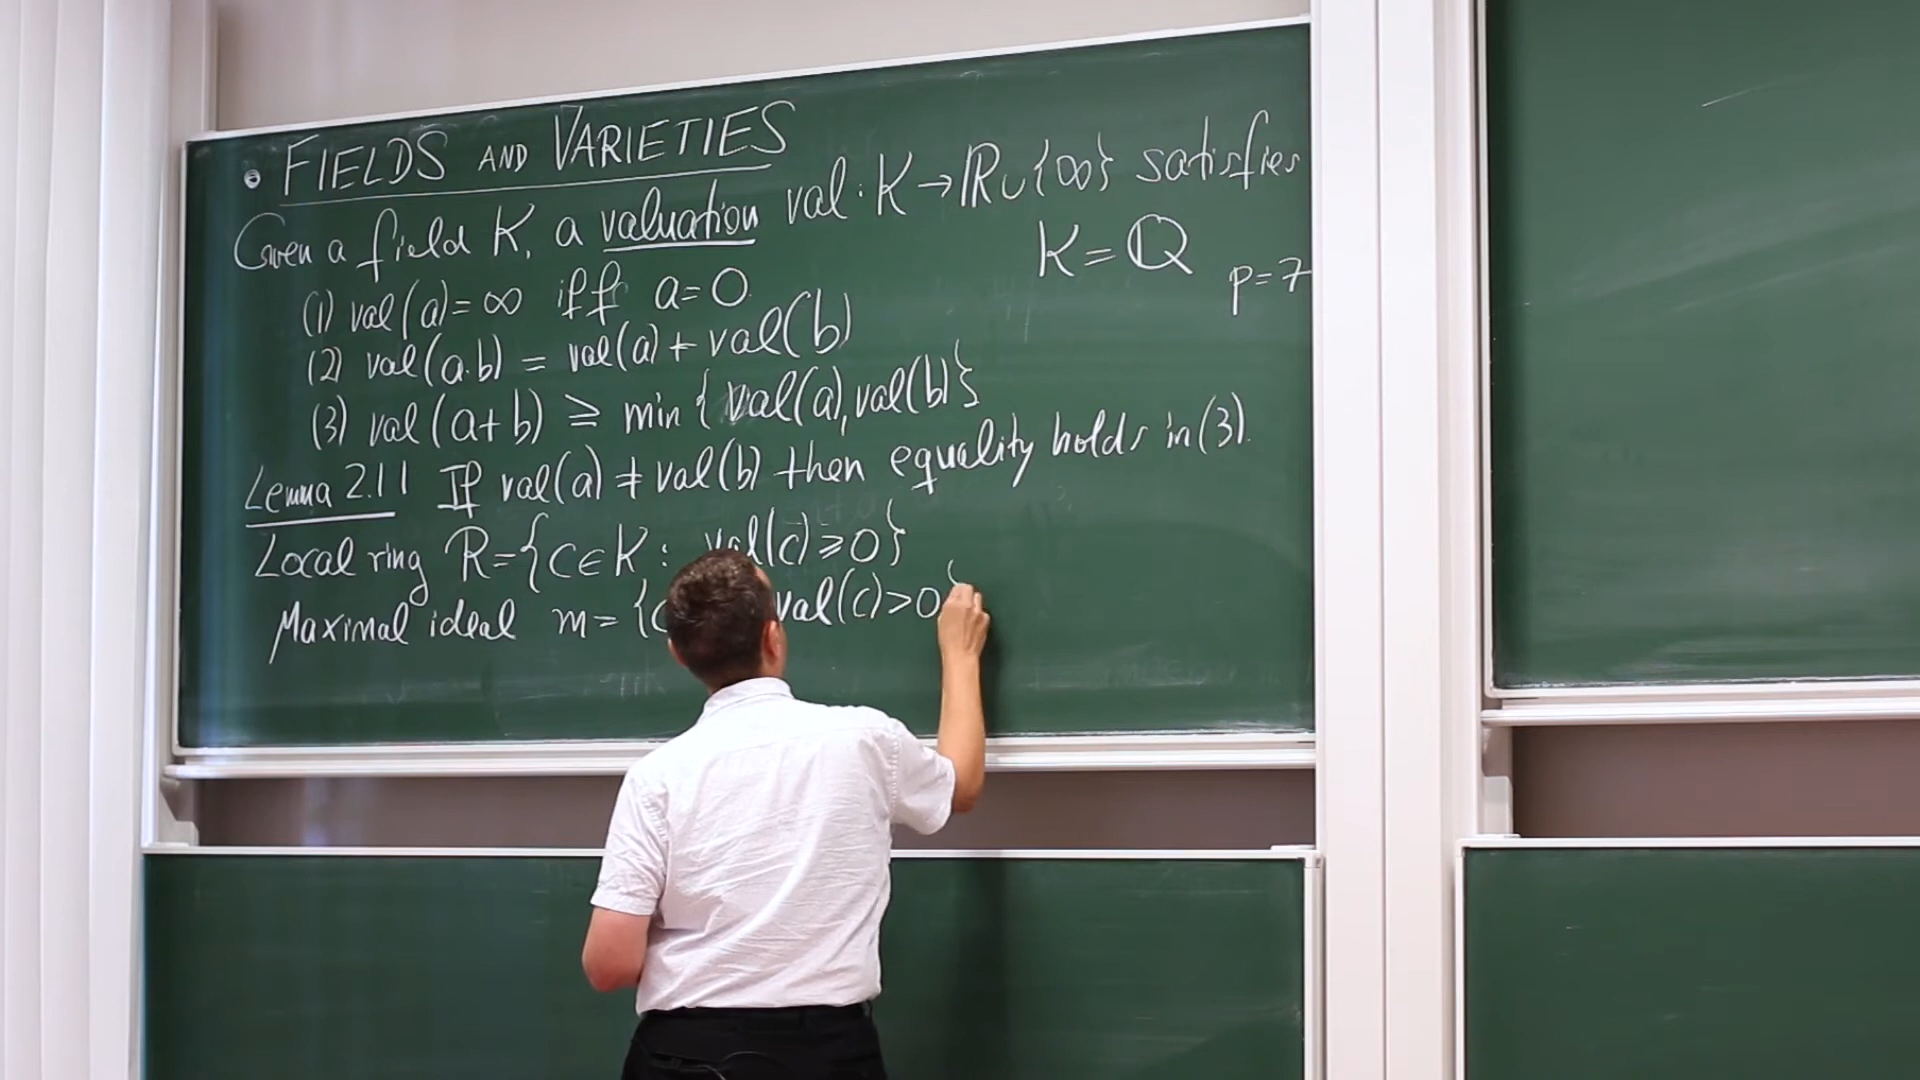 • FIELDS AND VARIETIES
Given a field K, a valuation val: K → ℝ ∪ {∞} satisfies
K = ℚ p = 7
(1) val(a) = ∞ iff a = 0
(2) val(a·b) = val(a) + val(b)
(3) val(a+b) ≥ min{val(a), val(b)}
Lemma 2.1.1 If val(a) ≠ val(b) then equality holds in (3).
Local ring R = {c ∈ K : val(c) ≥ 0}
Maximal ideal m = {c val(c) > 0}